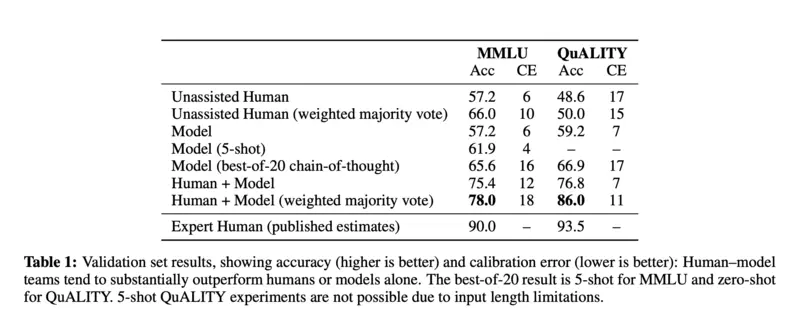 MMLU QuALITY
Acc CE Acc CE
Unassisted Human 57.2 6 48.6 17
Unassisted Human (weighted majority vote) 66.0 10 50.0 15
Model 57.2 6 59.2 7
Model (5-shot) 61.9 4 – –
Model (best-of-20 chain-of-thought) 65.6 16 66.9 17
Human + Model 75.4 12 76.8 7
Human + Model (weighted majority vote) 78.0 18 86.0 11
Expert Human (published estimates) 90.0 – 93.5 –
Table 1: Validation set results, showing accuracy (higher is better) and calibration error (lower is better): Human–model
teams tend to substantially outperform humans or models alone. The best-of-20 result is 5-shot for MMLU and zero-shot
for QuALITY. 5-shot QuALITY experiments are not possible due to input length limitations.